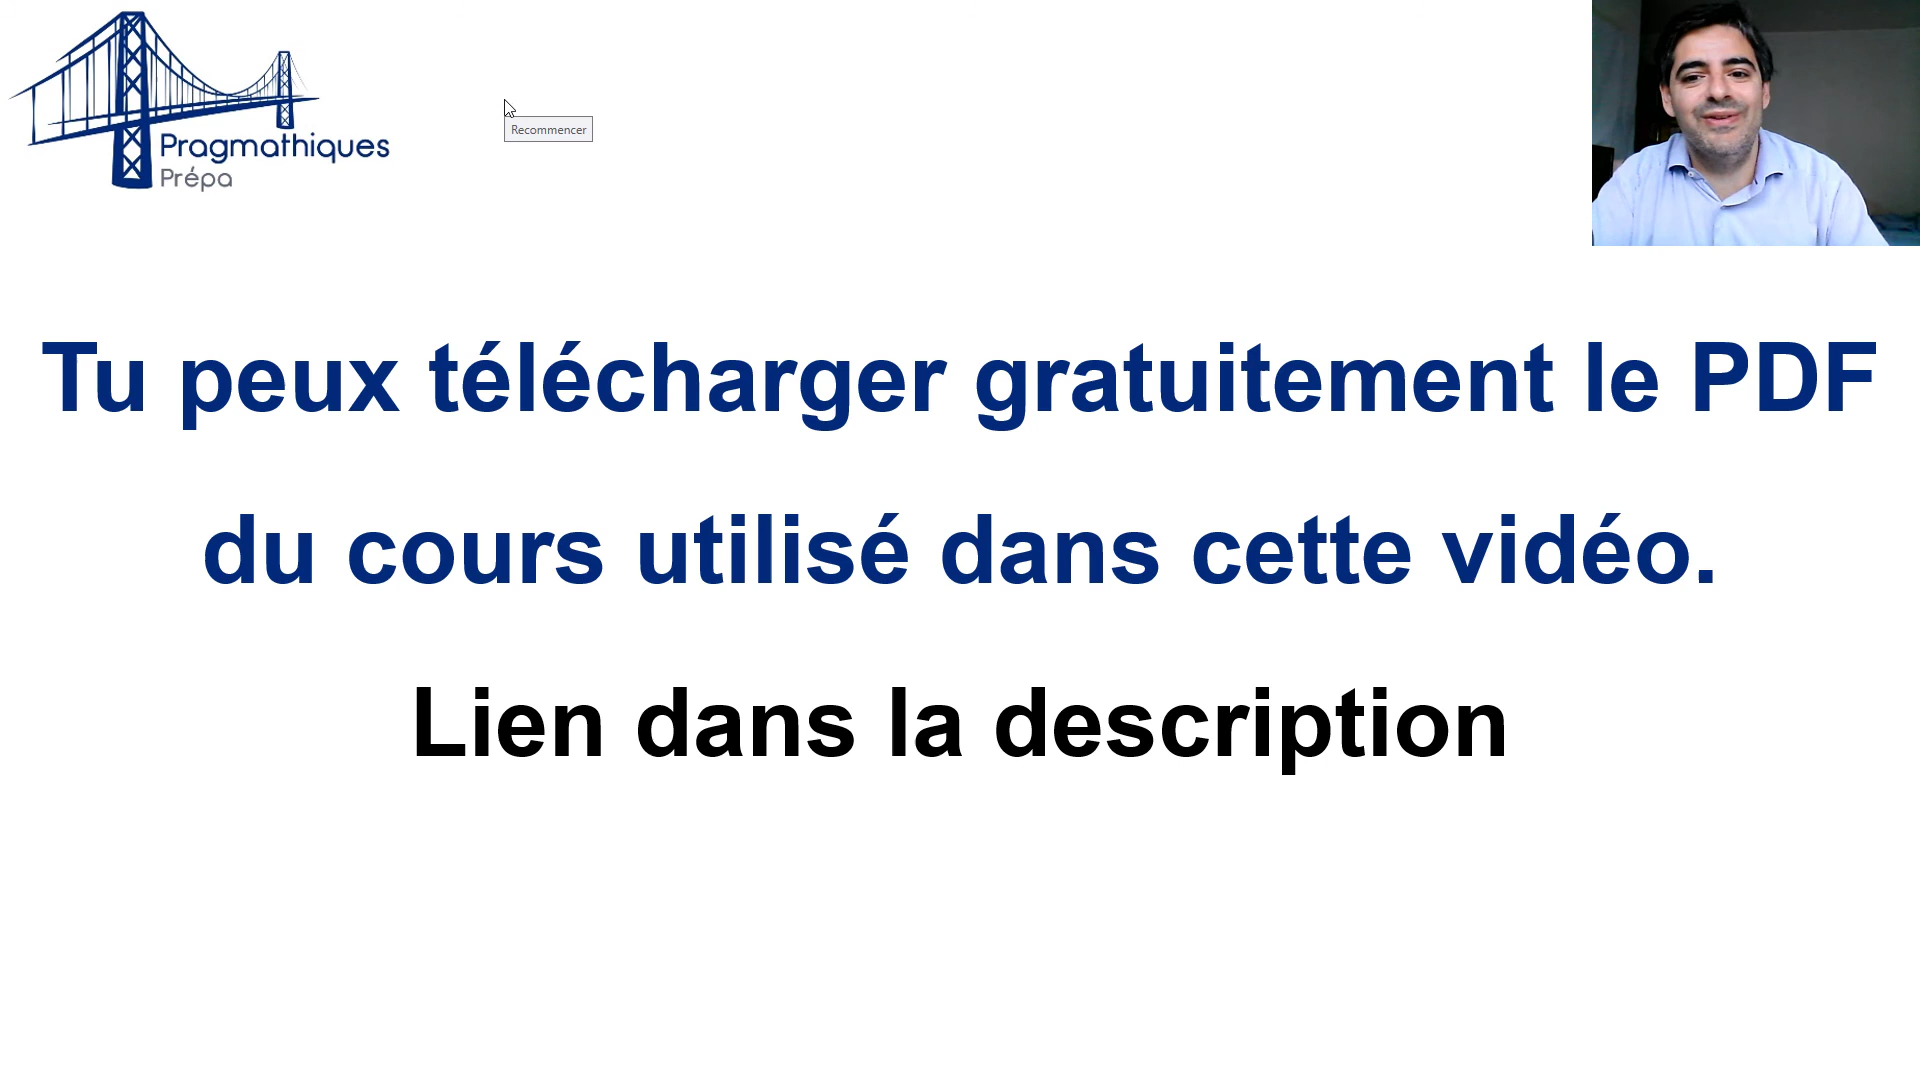 Pragmathiques
Prépa
Recommencer
Tu peux télécharger gratuitement le PDF
du cours utilisé dans cette vidéo.
Lien dans la description